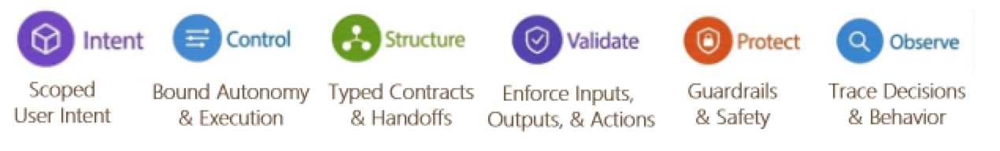 Intent
Scoped
User Intent
Control
Bound Autonomy
& Execution
Structure
Typed Contracts
& Handoffs
Validate
Enforce Inputs,
Outputs, & Actions
Protect
Guardrails
& Safety
Observe
Trace Decisions
& Behavior